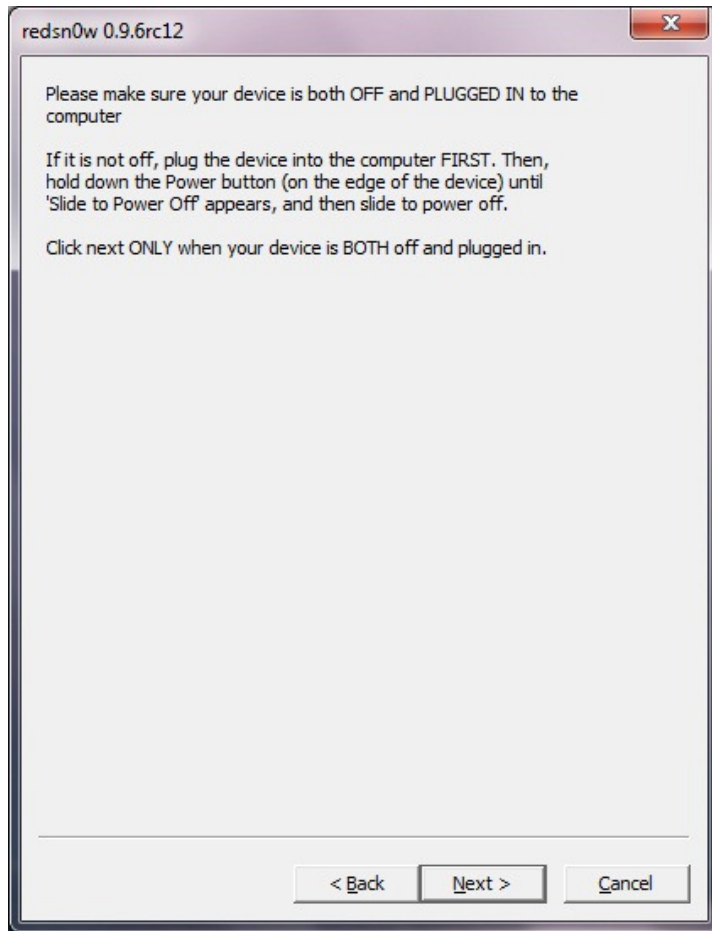 redsn0w 0.9.6rc12
Please make sure your device is both OFF and PLUGGED IN to the
computer
If it is not off, plug the device into the computer FIRST. Then,
hold down the Power button (on the edge of the device) until
'Slide to Power Off' appears, and then slide to power off.
Click next ONLY when your device is BOTH off and plugged in.
< Back Next > Cancel